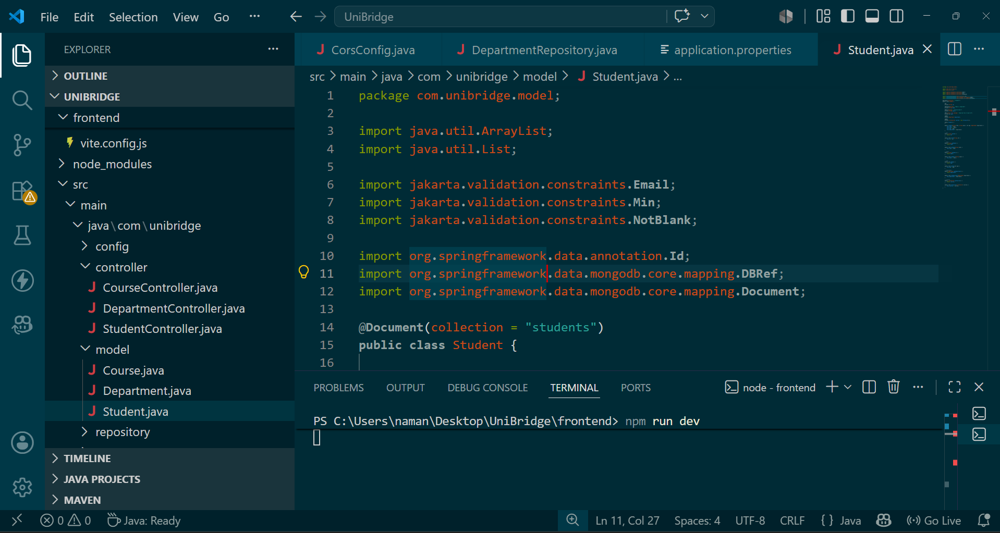 File Edit Selection View Go ··· UniBridge
EXPLORER ···
OUTLINE
UNIBRIDGE
frontend
vite.config.js
node_modules
src
main
java\com\unibridge
config
controller
CourseController.java
DepartmentController.java
StudentController.java
model
Course.java
Department.java
Student.java
repository
TIMELINE
JAVA PROJECTS
MAVEN
CorsConfig.java DepartmentRepository.java application.properties Student.java
src > main > java > com > unibridge > model > Student.java > ...
1 package com.unibridge.model;
2
3 import java.util.ArrayList;
4 import java.util.List;
5
6 import jakarta.validation.constraints.Email;
7 import jakarta.validation.constraints.Min;
8 import jakarta.validation.constraints.NotBlank;
9
10 import org.springframework.data.annotation.Id;
11 import org.springframework.data.mongodb.core.mapping.DBRef;
12 import org.springframework.data.mongodb.core.mapping.Document;
13
14 @Document(collection = "students")
15 public class Student {
16
PROBLEMS OUTPUT DEBUG CONSOLE TERMINAL PORTS node - frontend
PS C:\Users\naman\Desktop\UniBridge\frontend> npm run dev
0 0 Java: Ready Ln 11, Col 27 Spaces: 4 UTF-8 CRLF {} Java Go Live